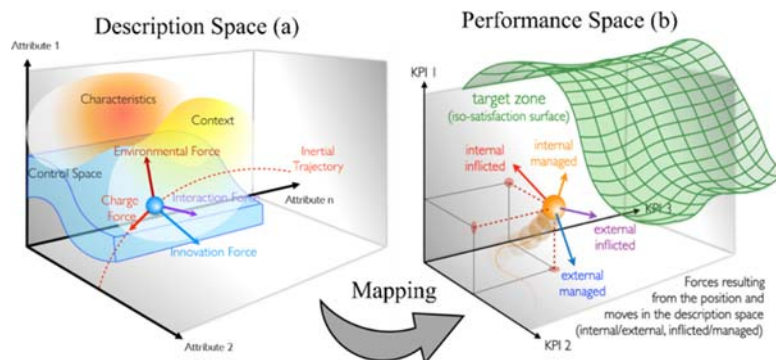 Description Space (a)
Attribute 1
Characteristics
Context
Environmental Force
Inertial
Trajectory
Control Space
Charge
Force
Interaction Force
Attribute n
Innovation Force
Attribute 2
Mapping
Performance Space (b)
KPI 1
target zone
(iso-satisfaction surface)
internal
inflicted
internal
managed
KPI 3
external
inflicted
external
managed
Forces resulting
from the position and
moves in the description space
(internal/external, inflicted/managed)
KPI 2